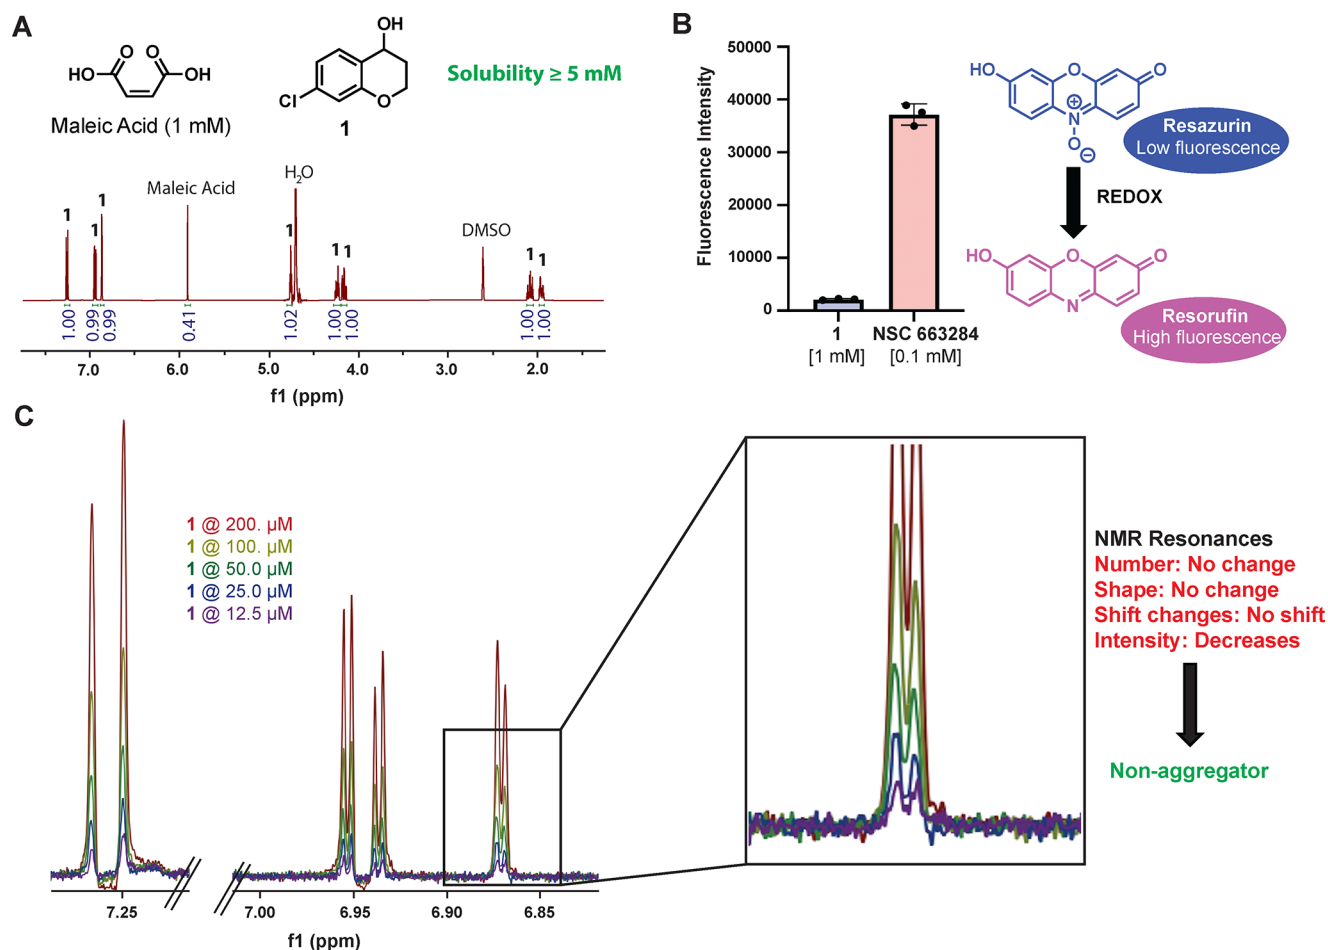 A
OH
O O
HO OH
Cl
O
Solubility ≥ 5 mM
Maleic Acid (1 mM)
1
Maleic Acid
H2O
DMSO
1
1
1
1
1 1
1
1
1.00
0.99
0.99
0.41
1.02
1.00
1.00
1.00
1.00
7.0 6.0 5.0 4.0 3.0 2.0
f1 (ppm)
B
Fluorescence Intensity
50000
40000
30000
20000
10000
0
1 NSC 663284
[1 mM] [0.1 mM]
HO O O
N
⊕
O
⊖
Resazurin
Low fluorescence
REDOX
HO O O
N
Resorufin
High fluorescence
C
1 @ 200. µM
1 @ 100. µM
1 @ 50.0 µM
1 @ 25.0 µM
1 @ 12.5 µM
7.25 7.00 6.95 6.90 6.85
f1 (ppm)
NMR Resonances
Number: No change
Shape: No change
Shift changes: No shift
Intensity: Decreases
Non-aggregator